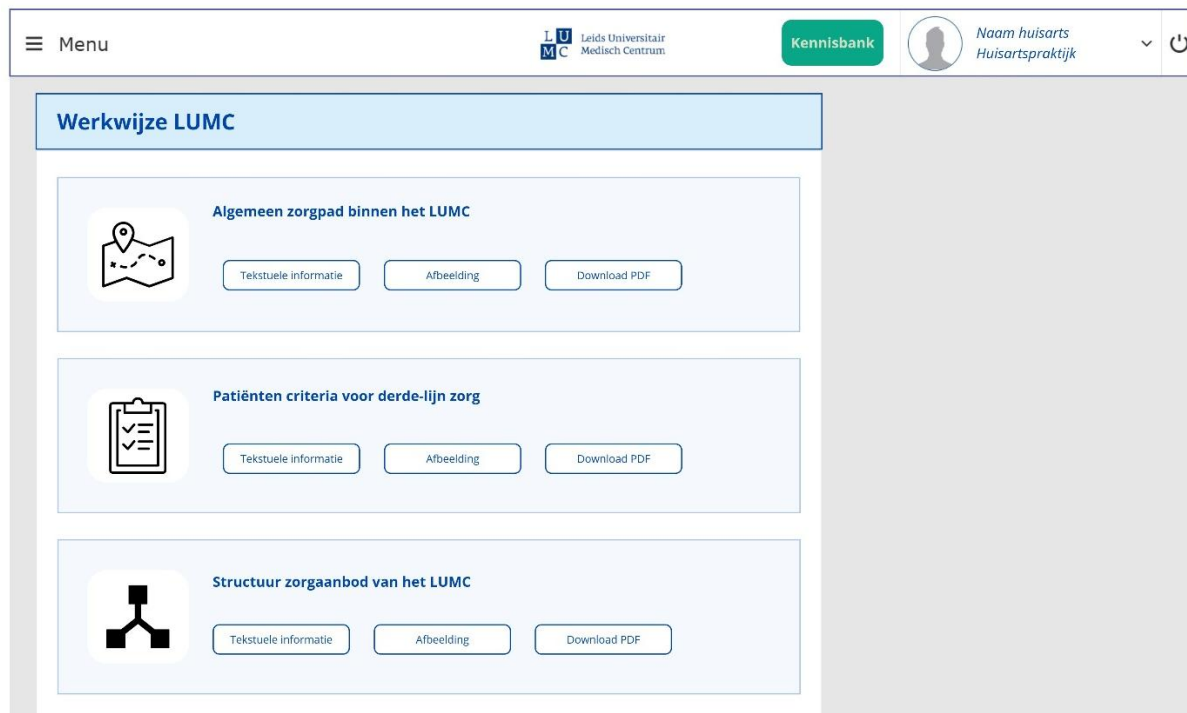 Menu
L U
M C
Leids Universitair
Medisch Centrum
Kennisbank
Naam huisarts
Huisartspraktijk
Werkwijze LUMC
Algemeen zorgpad binnen het LUMC
Tekstuele informatie
Afbeelding
Download PDF
Patiënten criteria voor derde-lijn zorg
Tekstuele informatie
Afbeelding
Download PDF
Structuur zorgaanbod van het LUMC
Tekstuele informatie
Afbeelding
Download PDF